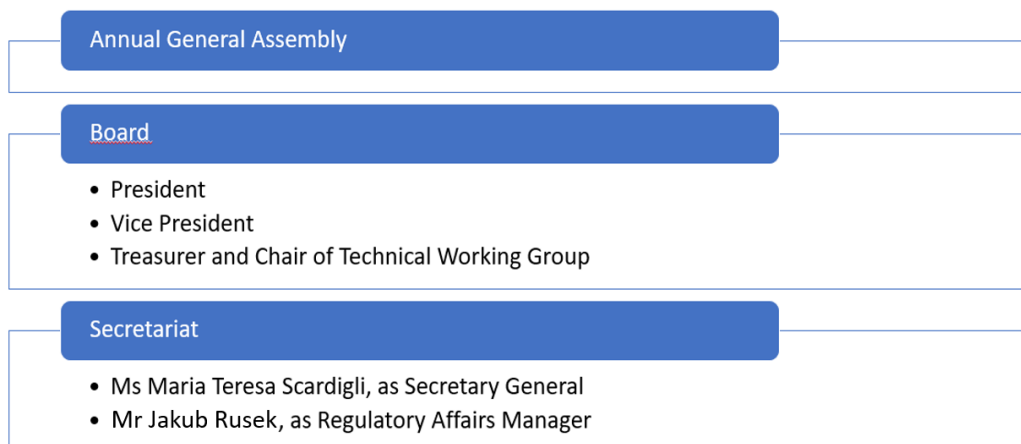 Annual General Assembly
Board
• President
• Vice President
• Treasurer and Chair of Technical Working Group
Secretariat
• Ms Maria Teresa Scardigli, as Secretary General
• Mr Jakub Rusek, as Regulatory Affairs Manager